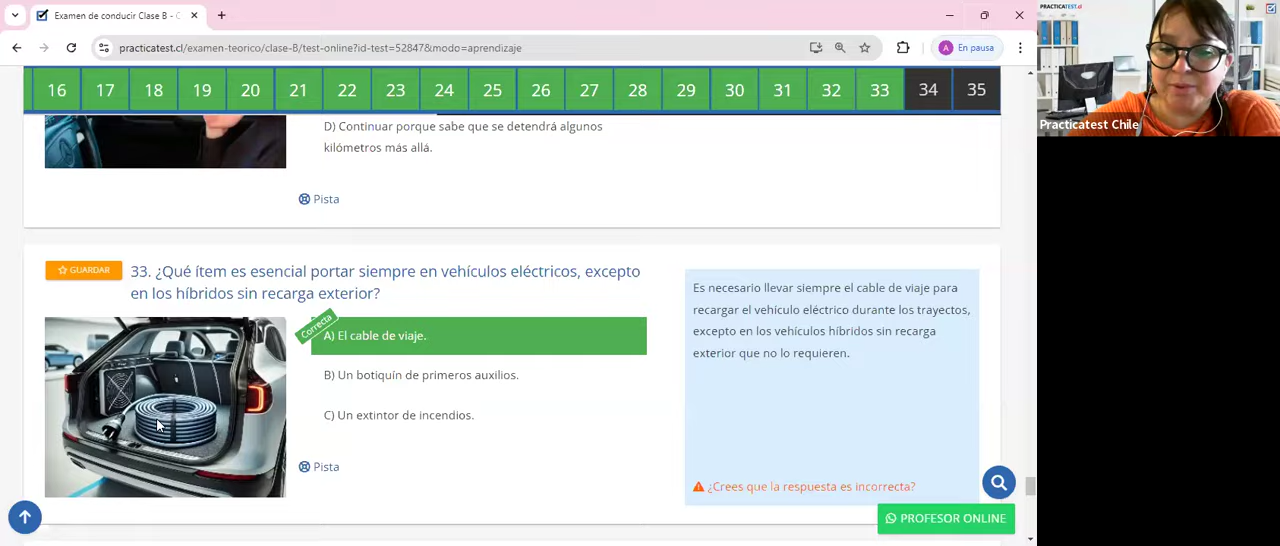 Examen de conducir Clase B - C
practicatest.cl/examen-teorico/clase-B/test-online?id-test=52847&modo=aprendizaje
A
En pausa
PRACTICATEST.CL
Practicatest Chile
16 17 18 19 20 21 22 23 24 25 26 27 28 29 30 31 32 33 34 35
D) Continuar porque sabe que se detendrá algunos
kilómetros más allá.
Pista
GUARDAR
33. ¿Qué ítem es esencial portar siempre en vehículos eléctricos, excepto
en los híbridos sin recarga exterior?
Correcta
A) El cable de viaje.
B) Un botiquín de primeros auxilios.
C) Un extintor de incendios.
Pista
Es necesario llevar siempre el cable de viaje para
recargar el vehículo eléctrico durante los trayectos,
excepto en los vehículos híbridos sin recarga
exterior que no lo requieren.
¿Crees que la respuesta es incorrecta?
PROFESOR ONLINE